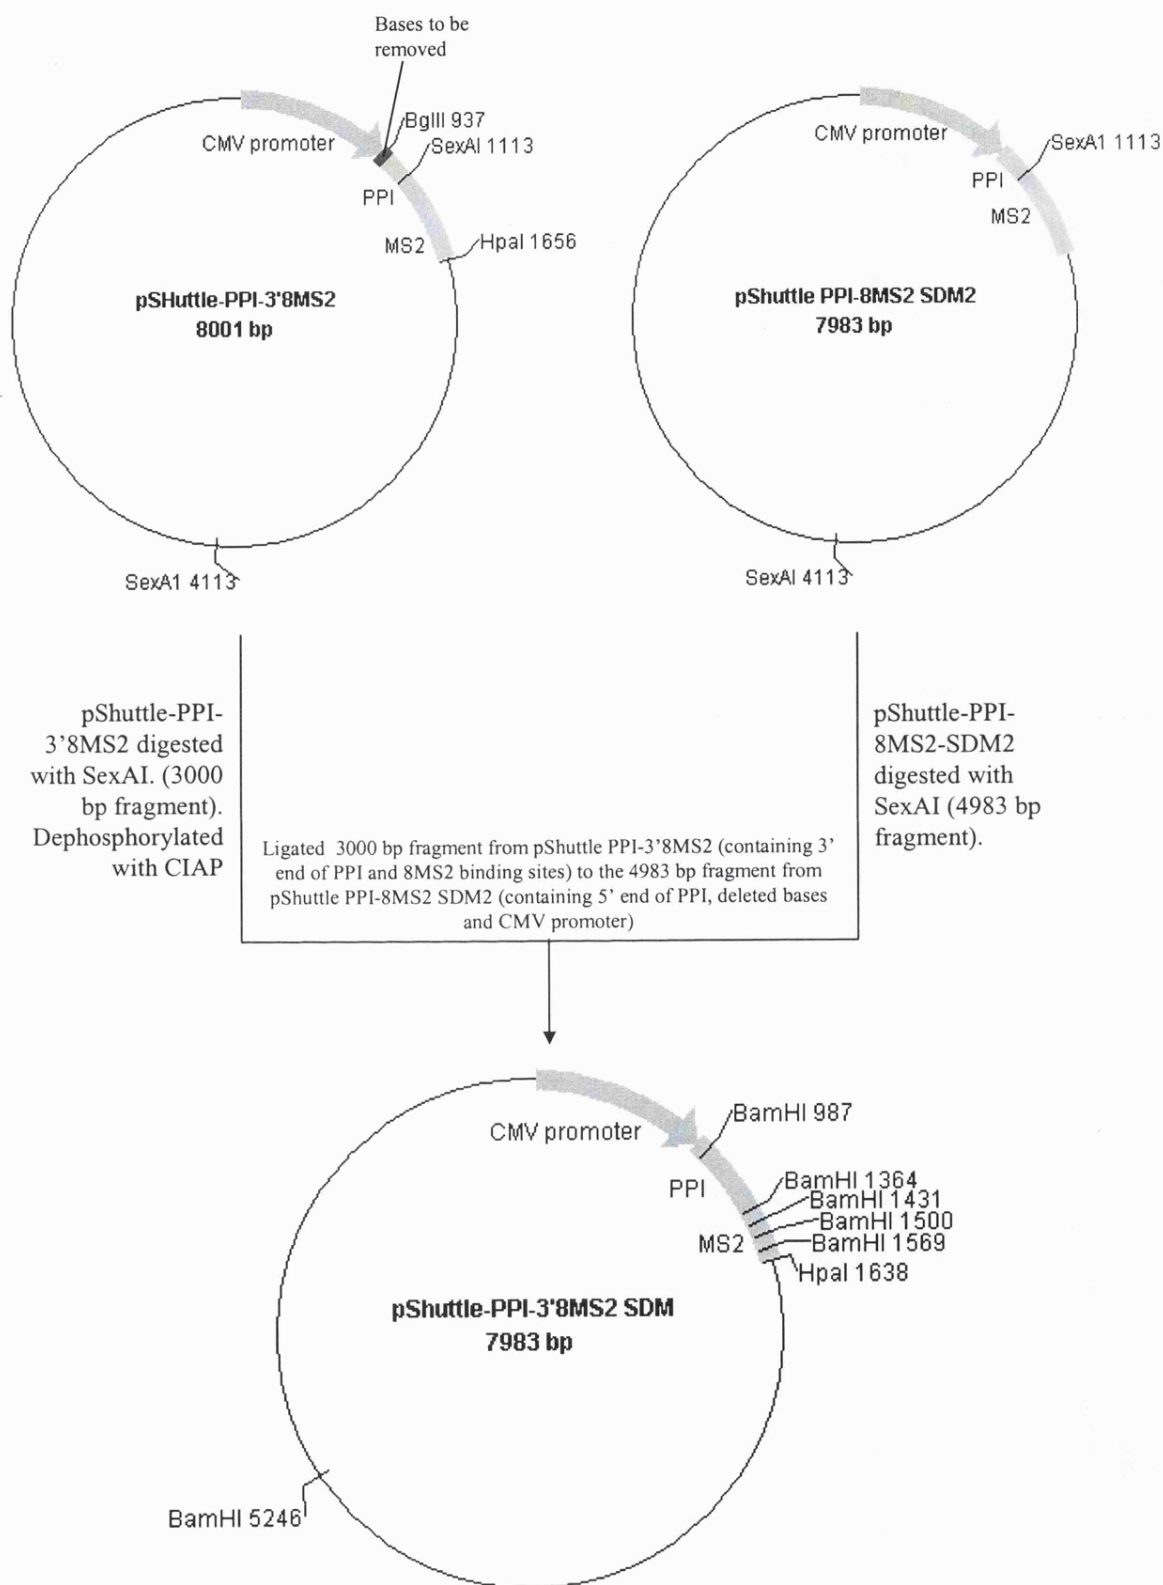 Bases to be
removed
BglII 937
SexAI 1113
CMV promoter
PPI
MS2
HpaI 1656
pSHuttle-PPI-3'8MS2
8001 bp
SexA1 4113
CMV promoter
SexA1 1113
PPI
MS2
pShuttle PPI-8MS2 SDM2
7983 bp
SexAI 4113
pShuttle-PPI-
3’8MS2 digested
with SexAI. (3000
bp fragment).
Dephosphorylated
with CIAP
pShuttle-PPI-
8MS2-SDM2
digested with
SexAI (4983 bp
fragment).
Ligated 3000 bp fragment from pShuttle PPI-3’8MS2 (containing 3’
end of PPI and 8MS2 binding sites) to the 4983 bp fragment from
pShuttle PPI-8MS2 SDM2 (containing 5’ end of PPI, deleted bases
and CMV promoter)
CMV promoter
BamHI 987
PPI
BamHI 1364
BamHI 1431
BamHI 1500
MS2
BamHI 1569
HpaI 1638
pShuttle-PPI-3'8MS2 SDM
7983 bp
BamHI 5246